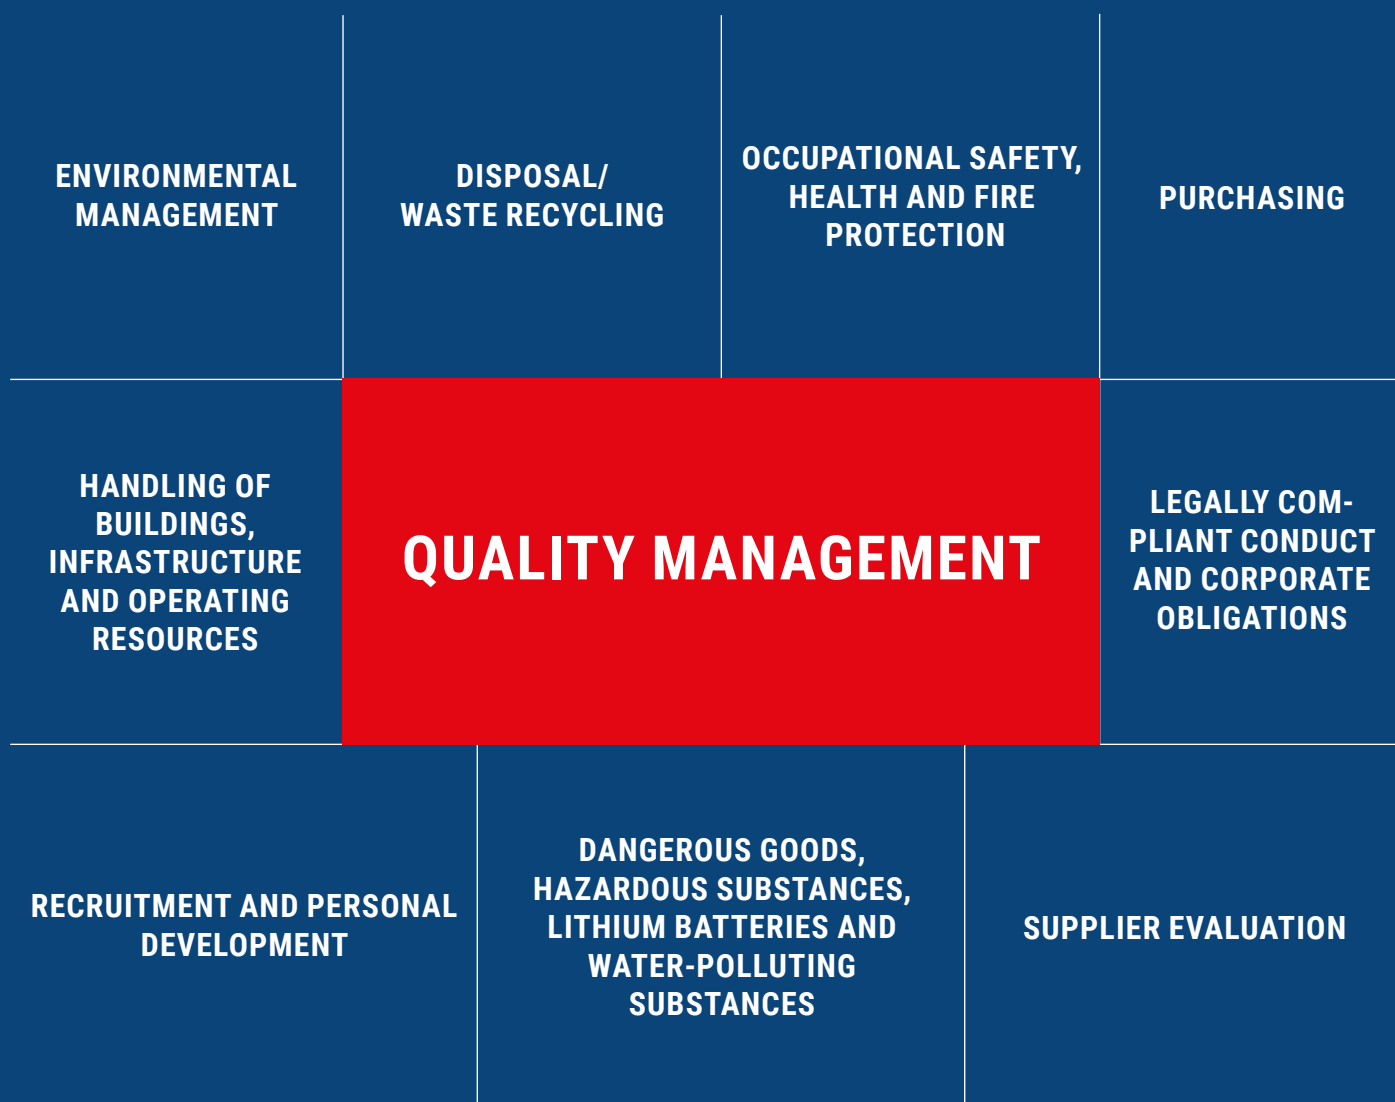 ENVIRONMENTAL
MANAGEMENT
DISPOSAL/
WASTE RECYCLING
OCCUPATIONAL SAFETY,
HEALTH AND FIRE
PROTECTION
PURCHASING
HANDLING OF
BUILDINGS,
INFRASTRUCTURE
AND OPERATING
RESOURCES
QUALITY MANAGEMENT
LEGALLY COM-
PLIANT CONDUCT
AND CORPORATE
OBLIGATIONS
RECRUITMENT AND PERSONAL
DEVELOPMENT
DANGEROUS GOODS,
HAZARDOUS SUBSTANCES,
LITHIUM BATTERIES AND
WATER-POLLUTING
SUBSTANCES
SUPPLIER EVALUATION